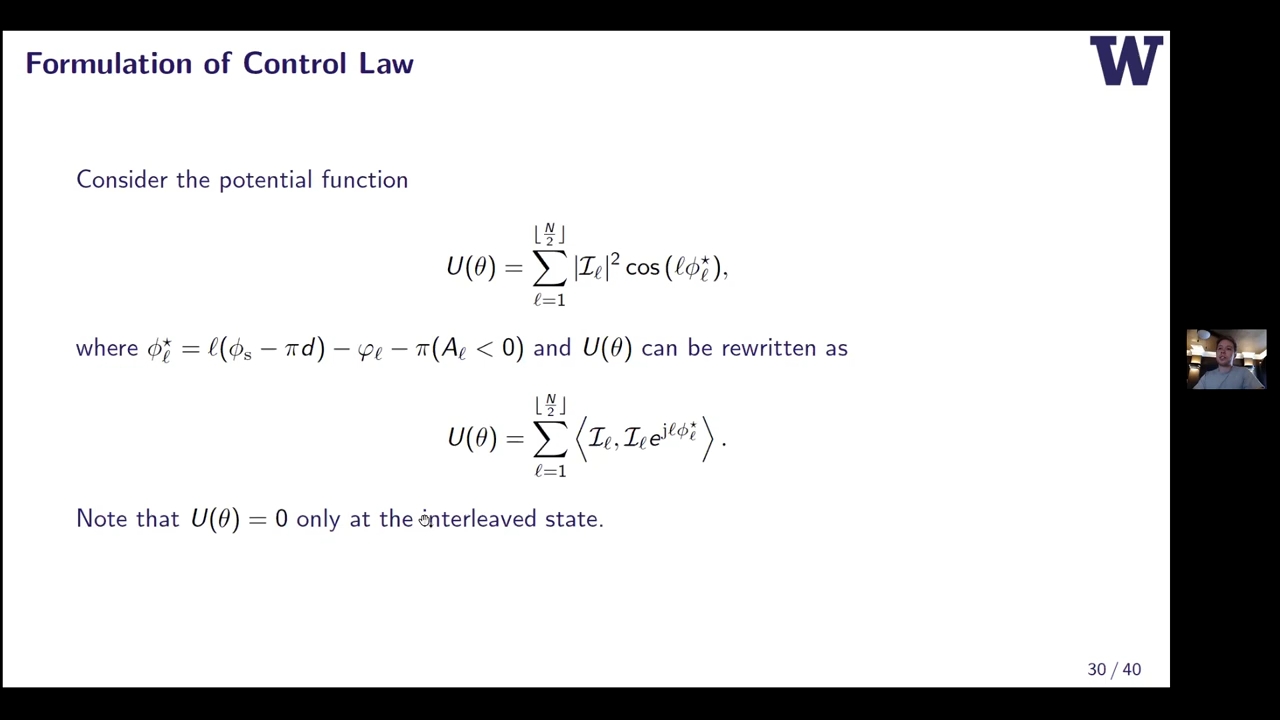 Formulation of Control Law
W
Consider the potential function
U(θ) = ∑_{ℓ=1}^{⌊N/2⌋} |ℐ_ℓ|² cos (ℓϕ_ℓ^⋆),
where ϕ_ℓ^⋆ = ℓ(ϕ_s − πd) − φ_ℓ − π(A_ℓ < 0) and U(θ) can be rewritten as
U(θ) = ∑_{ℓ=1}^{⌊N/2⌋} ⟨ℐ_ℓ, ℐ_ℓ e^{jℓϕ_ℓ^⋆}⟩ .
Note that U(θ) = 0 only at the interleaved state.
30 / 40